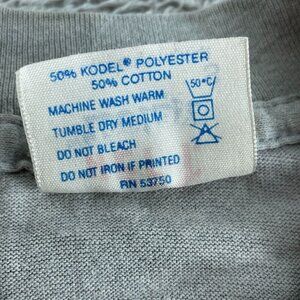 50% KODEL® POLYESTER
50% COTTON
MACHINE WASH WARM
TUMBLE DRY MEDIUM
DO NOT BLEACH
DO NOT IRON IF PRINTED
RN 53750
50°C